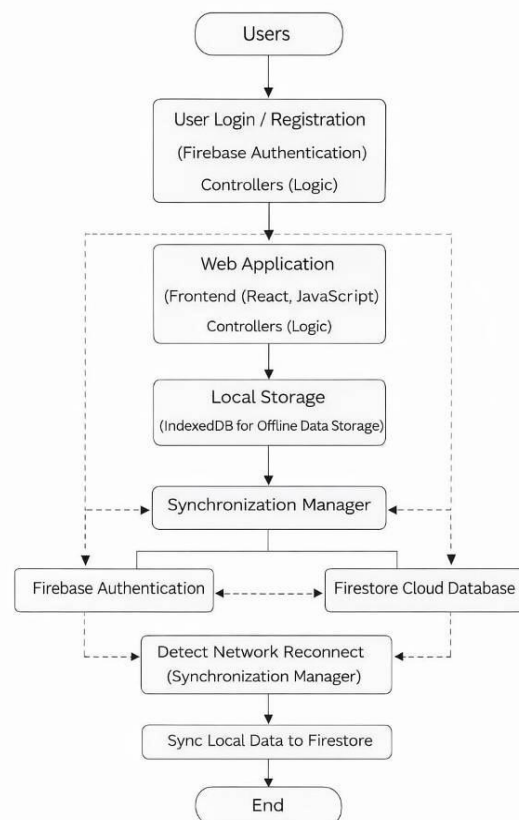 Users
User Login / Registration
(Firebase Authentication)
Controllers (Logic)
Web Application
(Frontend (React, JavaScript)
Controllers (Logic)
Local Storage
(IndexedDB for Offline Data Storage)
Synchronization Manager
Firebase Authentication
Firestore Cloud Database
Detect Network Reconnect
(Synchronization Manager)
Sync Local Data to Firestore
End